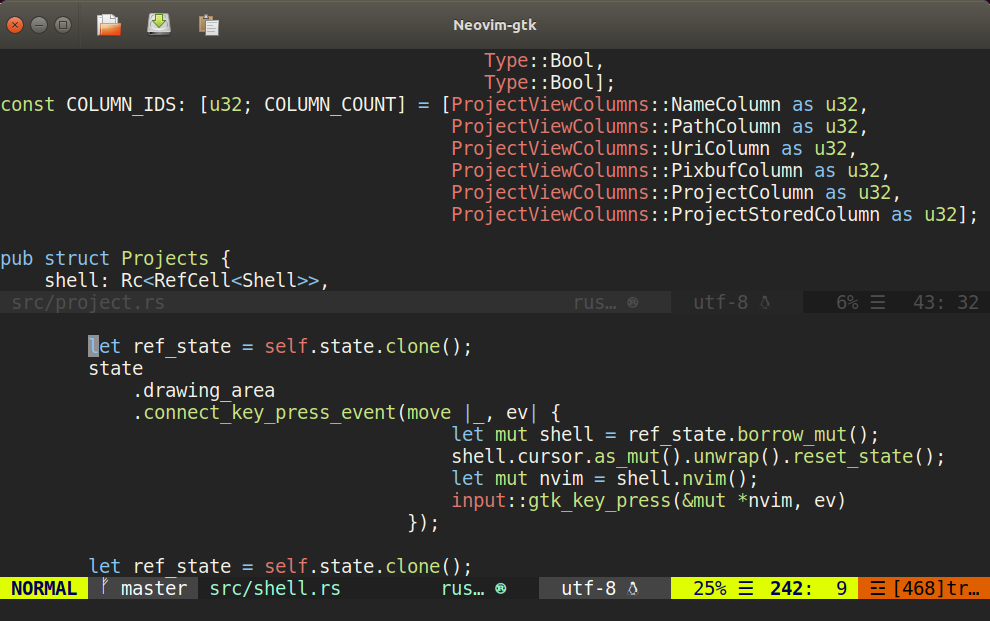 Neovim-gtk
Type::Bool,
Type::Bool];
const COLUMN_IDS: [u32; COLUMN_COUNT] = [ProjectViewColumns::NameColumn as u32,
ProjectViewColumns::PathColumn as u32,
ProjectViewColumns::UriColumn as u32,
ProjectViewColumns::PixbufColumn as u32,
ProjectViewColumns::ProjectColumn as u32,
ProjectViewColumns::ProjectStoredColumn as u32];
pub struct Projects {
shell: Rc<RefCell<Shell>>,
src/project.rs rus… utf-8 6% ☰ 43: 32
let ref_state = self.state.clone();
state
.drawing_area
.connect_key_press_event(move |_, ev| {
let mut shell = ref_state.borrow_mut();
shell.cursor.as_mut().unwrap().reset_state();
let mut nvim = shell.nvim();
input::gtk_key_press(&mut *nvim, ev)
});
let ref_state = self.state.clone();
NORMAL master src/shell.rs rus… utf-8 25% ☰ 242: 9 ☲ [468]tr…